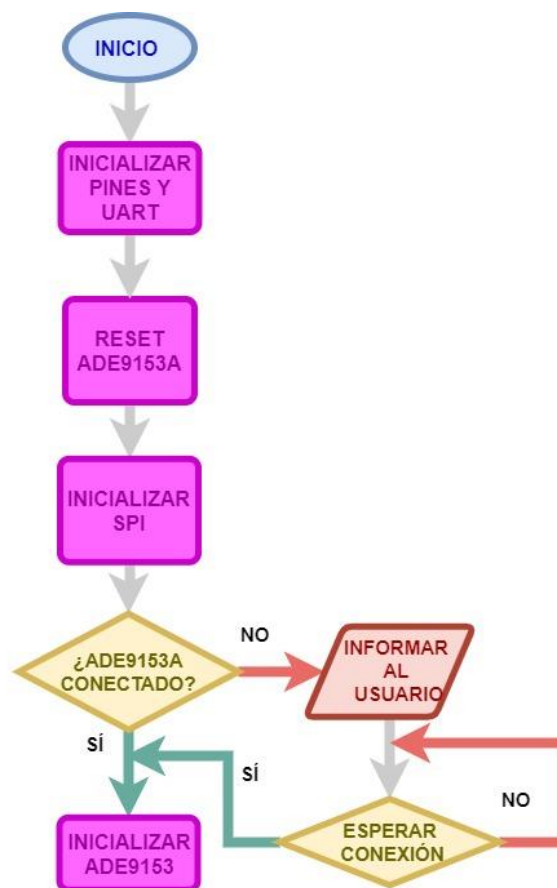 INICIO
INICIALIZAR
PINES Y
UART
RESET
ADE9153A
INICIALIZAR
SPI
¿ADE9153A
CONECTADO?
NO
INFORMAR
AL
USUARIO
SÍ
SÍ
NO
INICIALIZAR
ADE9153
ESPERAR
CONEXIÓN